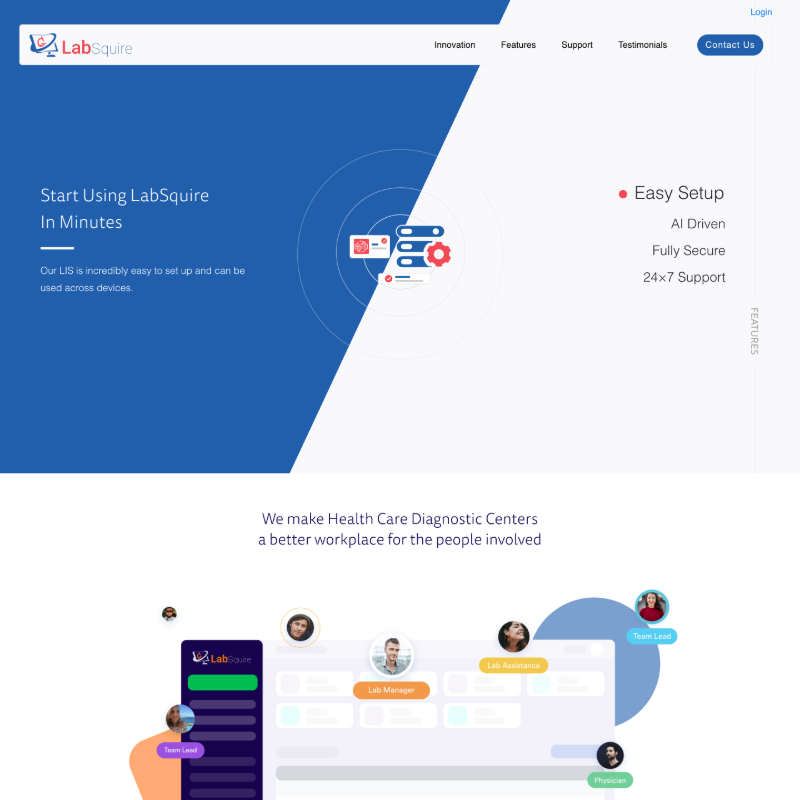 Login
LabSquire
Innovation
Features
Support
Testimonials
Contact Us
Start Using LabSquire
In Minutes
Our LIS is incredibly easy to set up and can be
used across devices.
Easy Setup
AI Driven
Fully Secure
24×7 Support
FEATURES
We make Health Care Diagnostic Centers
a better workplace for the people involved
Team Lead
LabSquire
Lab Assistance
Lab Manager
Team Lead
Physician